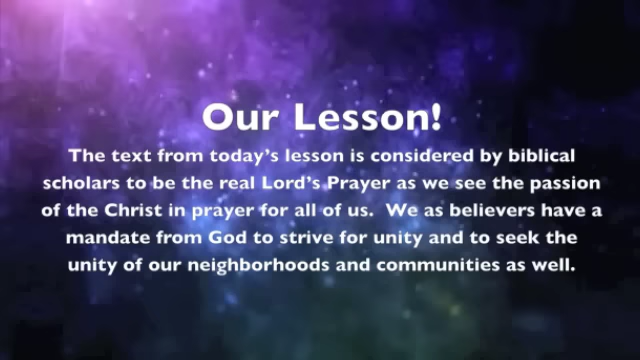 Our Lesson!
The text from today's lesson is considered by biblical
scholars to be the real Lord's Prayer as we see the passion
of the Christ in prayer for all of us.  We as believers have a
mandate from God to strive for unity and to seek the
unity of our neighborhoods and communities as well.